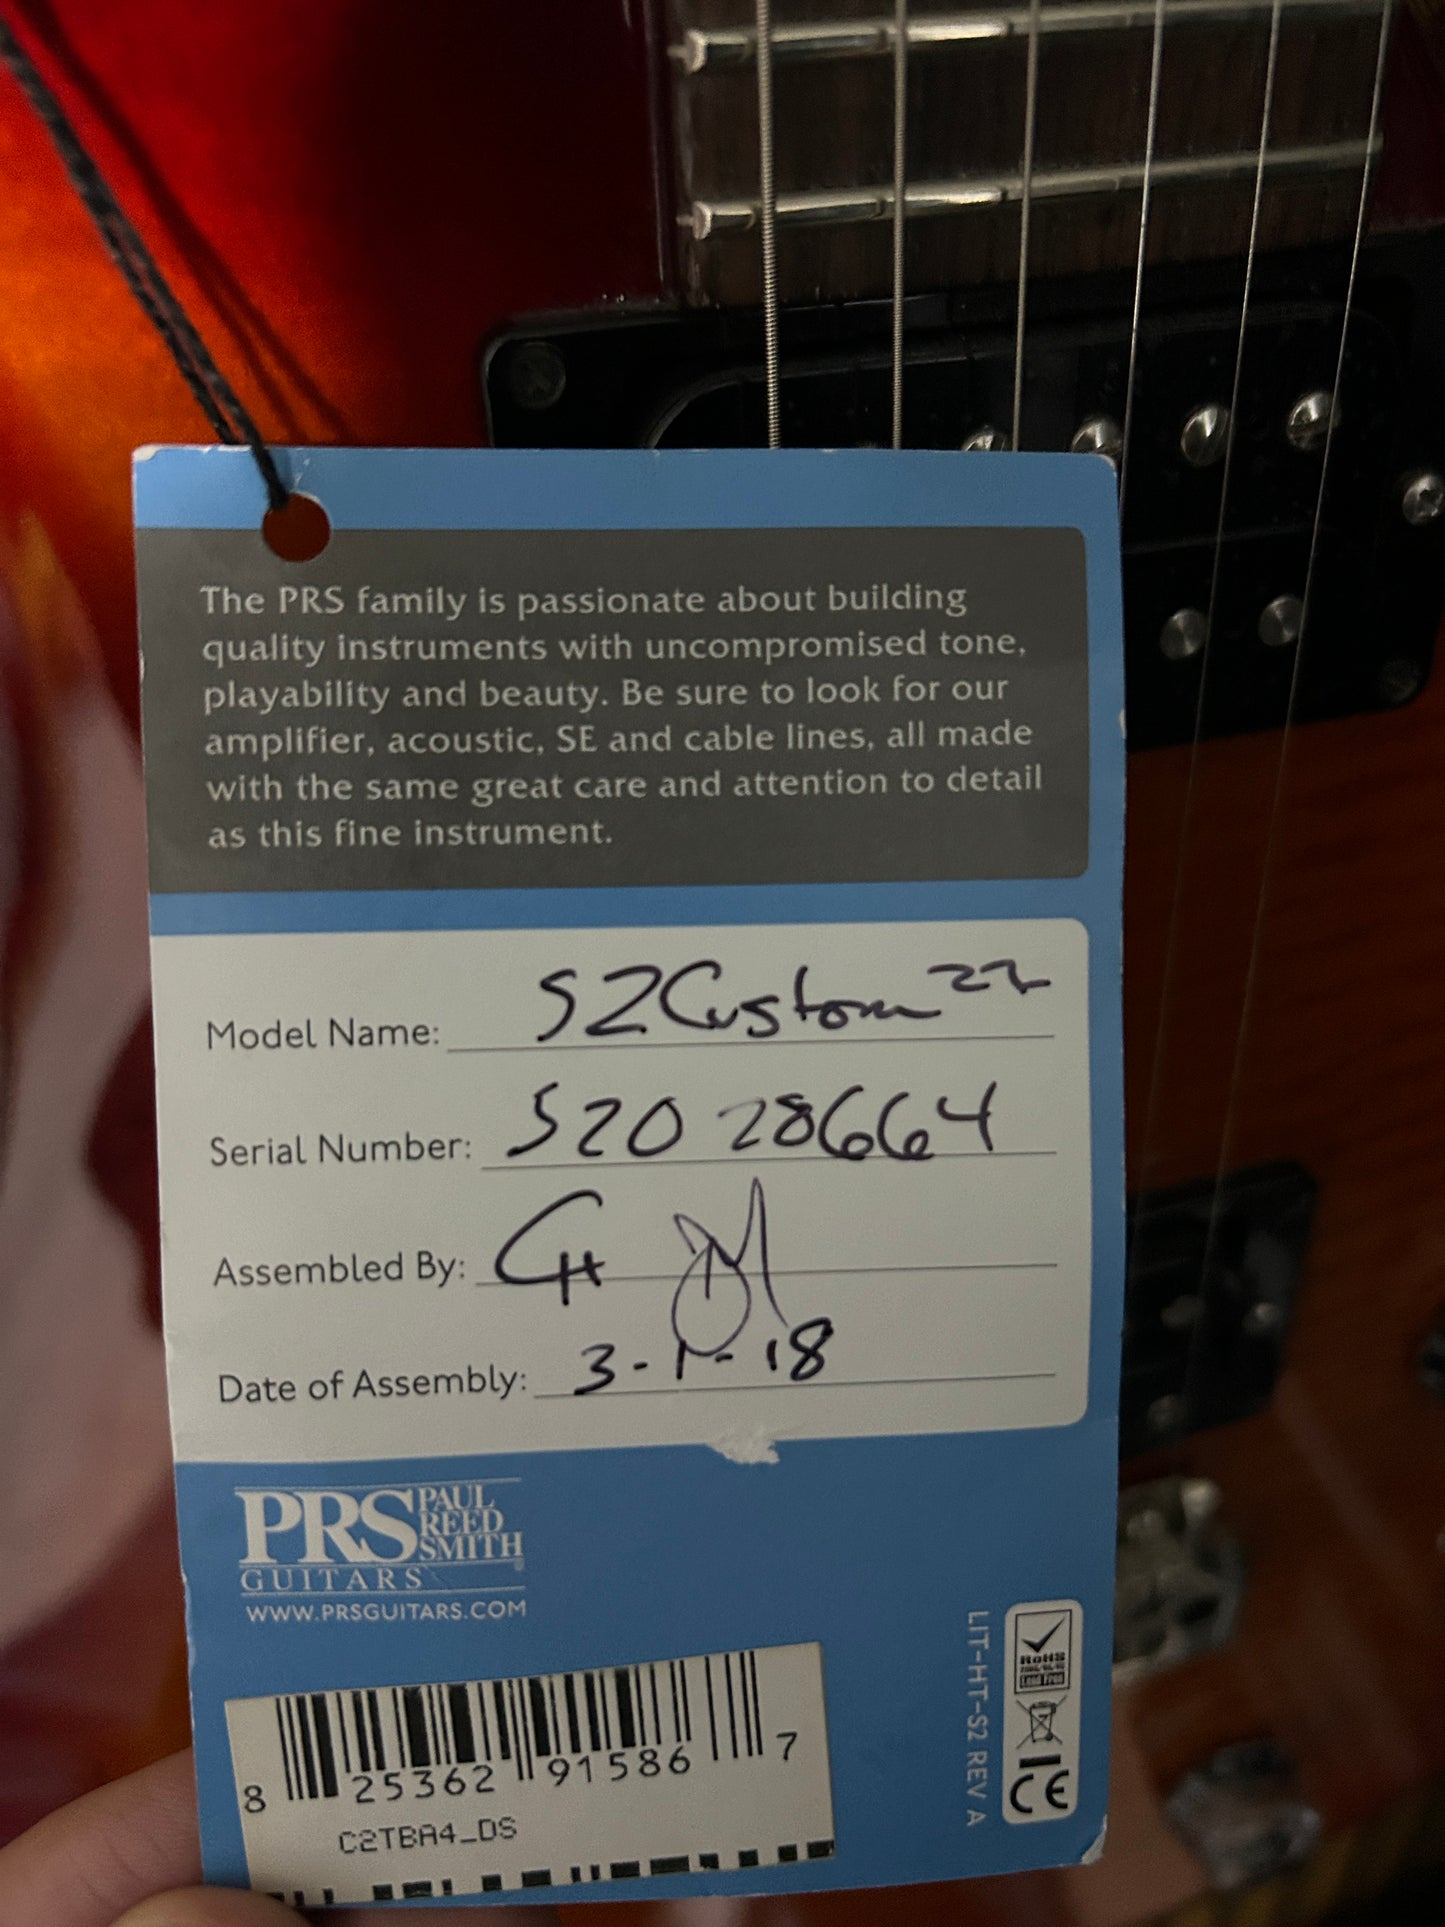 The PRS family is passionate about building
quality instruments with uncompromised tone,
playability and beauty. Be sure to look for our
amplifier, acoustic, SE and cable lines, all made
with the same great care and attention to detail
as this fine instrument.
Model Name: S2 Custom 22
Serial Number: S2028664
Assembled By: CH
Date of Assembly: 3-1-18
PRS PAUL
REED
SMITH
GUITARS
WWW.PRSGUITARS.COM
8 25362 91586 7
C2TBA4_DS
LIT-HT-S2 REV A
RoHS
Lead Free
CE